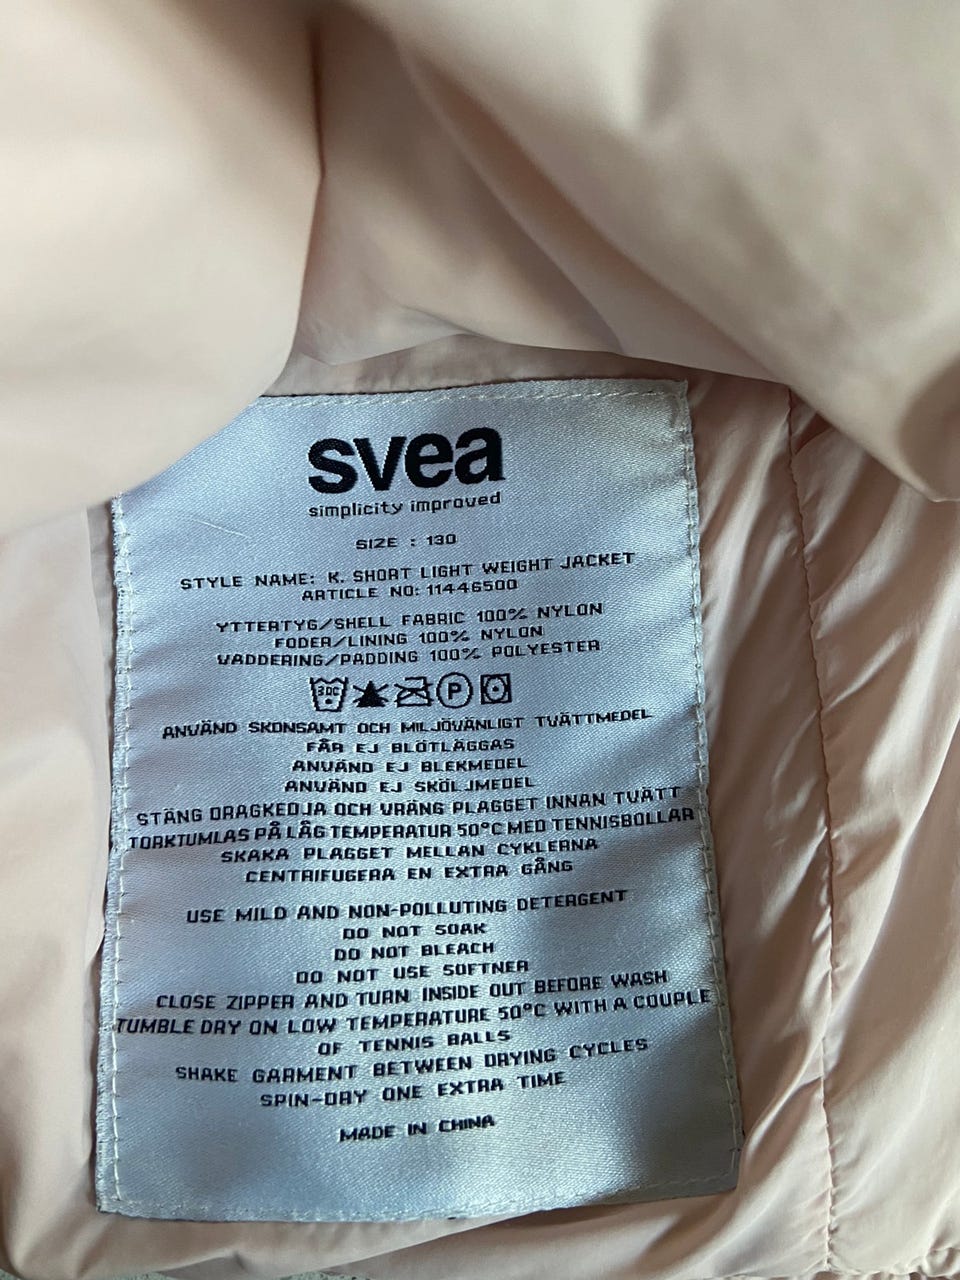 svea
simplicity improved
SIZE : 130
STYLE NAME: K. SHORT LIGHT WEIGHT JACKET
ARTICLE NO: 11446500
YTTERTYG/SHELL FABRIC 100% NYLON
FODER/LINING 100% NYLON
VADDERING/PADDING 100% POLYESTER
30C P
ANVÄND SKONSAMT OCH MILJÖVÄNLIGT TVÄTTMEDEL
FÅR EJ BLÖTLÄGGAS
ANVÄND EJ BLEKMEDEL
ANVÄND EJ SKÖLJMEDEL
STÄNG DRAGKEDJA OCH VRÄNG PLAGGET INNAN TVÄTT
TORKTUMLAS PÅ LÅG TEMPERATUR 50°C MED TENNISBOLLAR
SKAKA PLAGGET MELLAN CYKLERNA
CENTRIFUGERA EN EXTRA GÅNG
USE MILD AND NON-POLLUTING DETERGENT
DO NOT SOAK
DO NOT BLEACH
DO NOT USE SOFTNER
CLOSE ZIPPER AND TURN INSIDE OUT BEFORE WASH
TUMBLE DRY ON LOW TEMPERATURE 50°C WITH A COUPLE
OF TENNIS BALLS
SHAKE GARMENT BETWEEN DRYING CYCLES
SPIN-DRY ONE EXTRA TIME
MADE IN CHINA